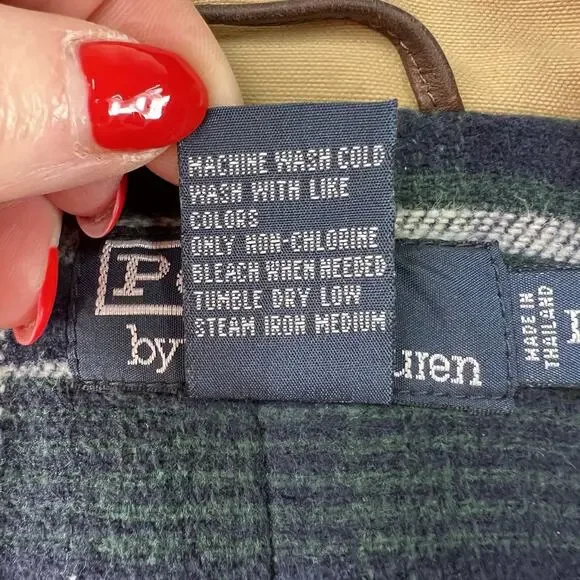 MACHINE WASH COLD
WASH WITH LIKE
COLORS
ONLY NON-CHLORINE
BLEACH WHEN NEEDED
TUMBLE DRY LOW
STEAM IRON MEDIUM
by
uren
MADE IN
THAILAND